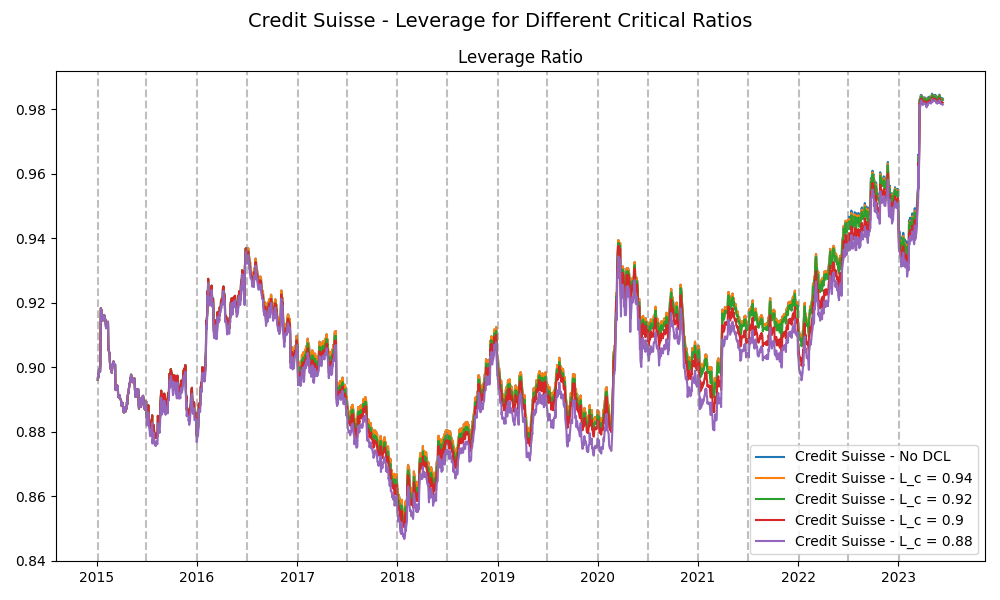 Credit Suisse - Leverage for Different Critical Ratios
Leverage Ratio
0.98
0.96
0.94
0.92
0.90
0.88
0.86
0.84
Credit Suisse - No DCL
Credit Suisse - L_c = 0.94
Credit Suisse - L_c = 0.92
Credit Suisse - L_c = 0.9
Credit Suisse - L_c = 0.88
2015 2016 2017 2018 2019 2020 2021 2022 2023